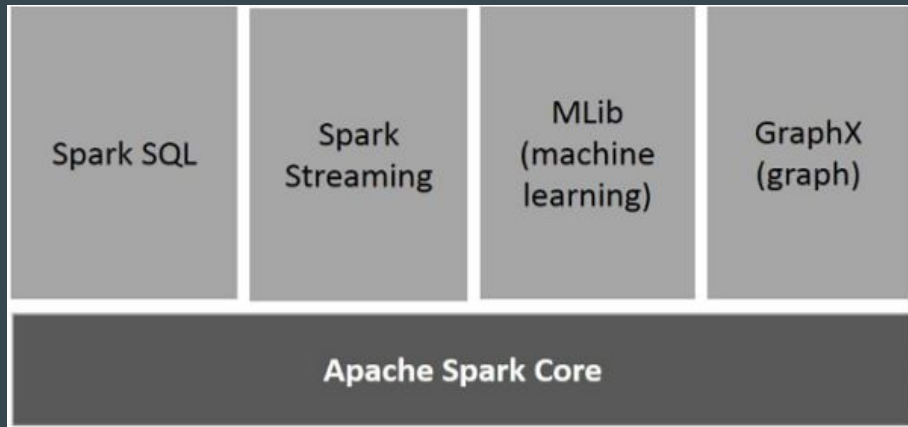 Spark SQL
Spark
Streaming
MLib
(machine
learning)
GraphX
(graph)
Apache Spark Core